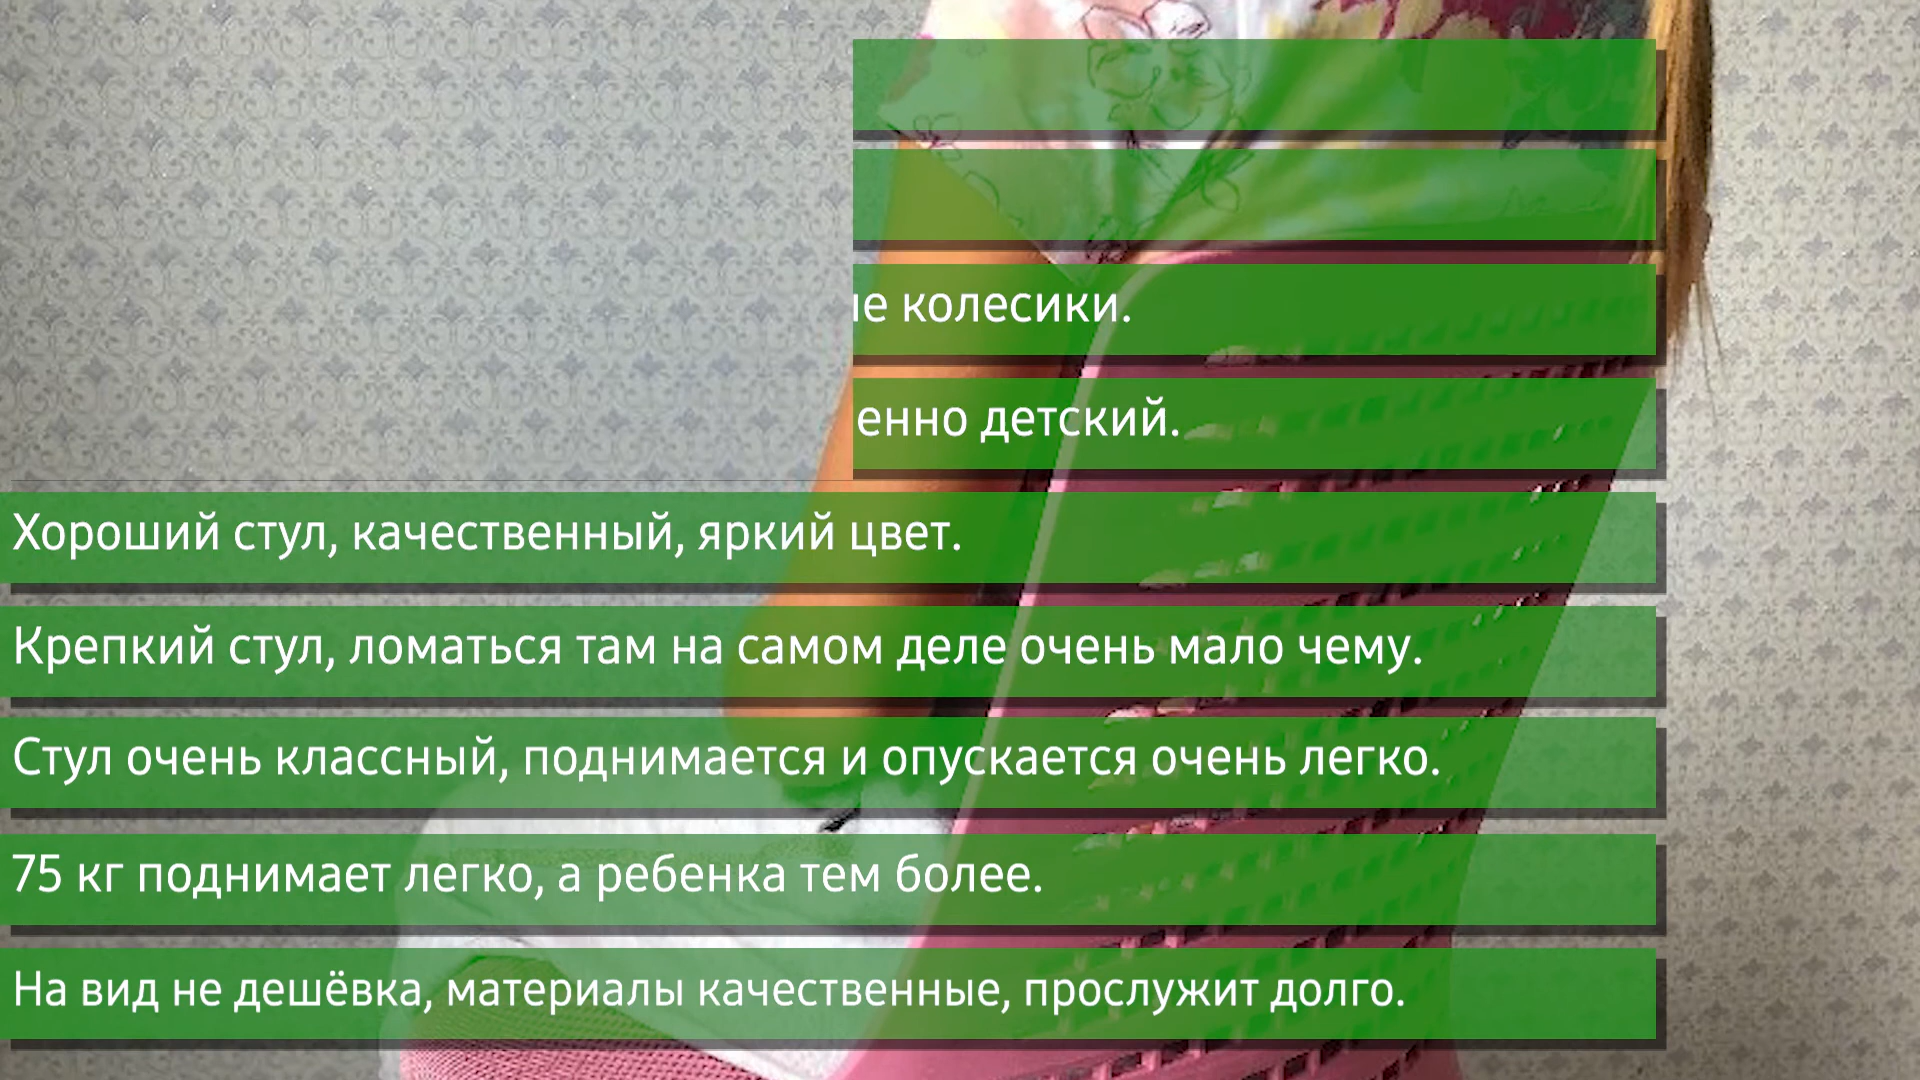 колесики.
детский.
Хороший стул, качественный, яркий цвет.
Крепкий стул, ломаться там на самом деле очень мало чему.
Стул очень классный, поднимается и опускается очень легко.
75 кг поднимает легко, а ребенка тем более.
На вид не дешёвка, материалы качественные, прослужит долго.